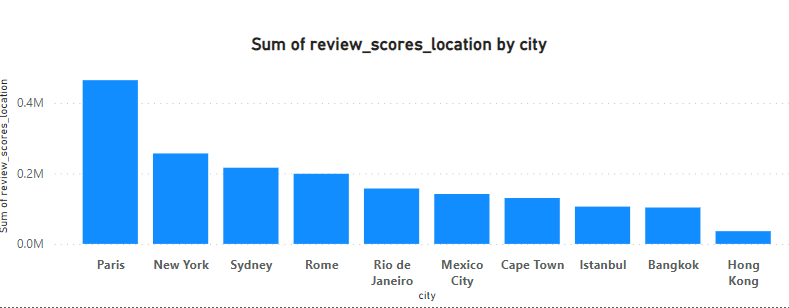 Sum of review_scores_location by city
Sum of review_scores_location
0.4M
0.2M
0.0M
Paris
New York
Sydney
Rome
Rio de
Janeiro
Mexico
City
Cape Town
Istanbul
Bangkok
Hong
Kong
city